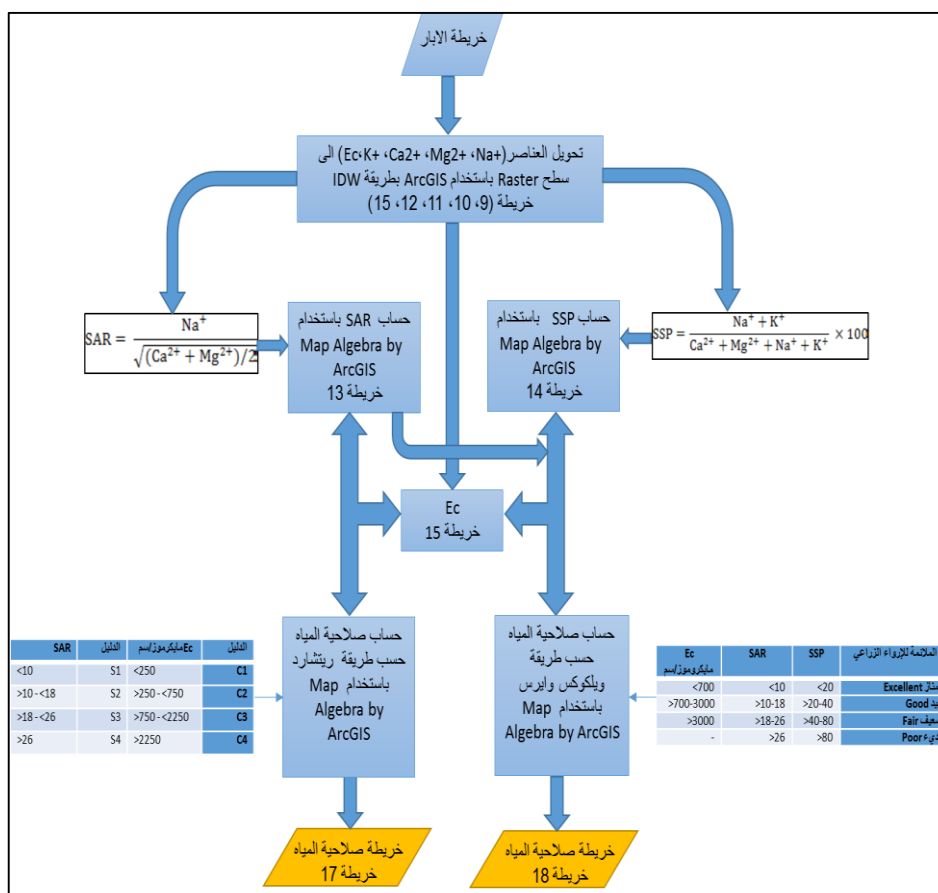 خريطة الابار
تحويل العناصر(Ec،K+ ،Ca2+ ،Mg2+ ،Na+) الى
سطح Raster باستخدام ArcGIS بطريقة IDW
خريطة (9، 10، 11، 12، 15)
SAR = Na⁺ / √((Ca²⁺ + Mg²⁺)/2
حساب SAR باستخدام
Map Algebra by
ArcGIS
خريطة 13
حساب SSP باستخدام
Map Algebra by
ArcGIS
خريطة 14
SSP = (Na⁺ + K⁺) / (Ca²⁺ + Mg²⁺ + Na⁺ + K⁺) × 100
Ec
خريطة 15
SAR الدليل Ecمايكرموز/سم الدليل
<10 S1 <250 C1
>10 - <18 S2 >250 - <750 C2
>18 - <26 S3 >750 - <2250 C3
>26 S4 >2250 C4
حساب صلاحية المياه
حسب طريقة ريتشارد
باستخدام Map
Algebra by
ArcGIS
حساب صلاحية المياه
حسب طريقة
ويلكوكس وايرس
باستخدام Map
Algebra by ArcGIS
Ec
مايكروموز/سم
SAR SSP الملائمة للإرواء الزراعي
<700 <10 <20 Excellent
>700-3000 >10-18 >20-40 Good
>3000 >18-26 >40-80 Fair
- >26 >80 Poor
خريطة صلاحية المياه
خريطة 17
خريطة صلاحية المياه
خريطة 18